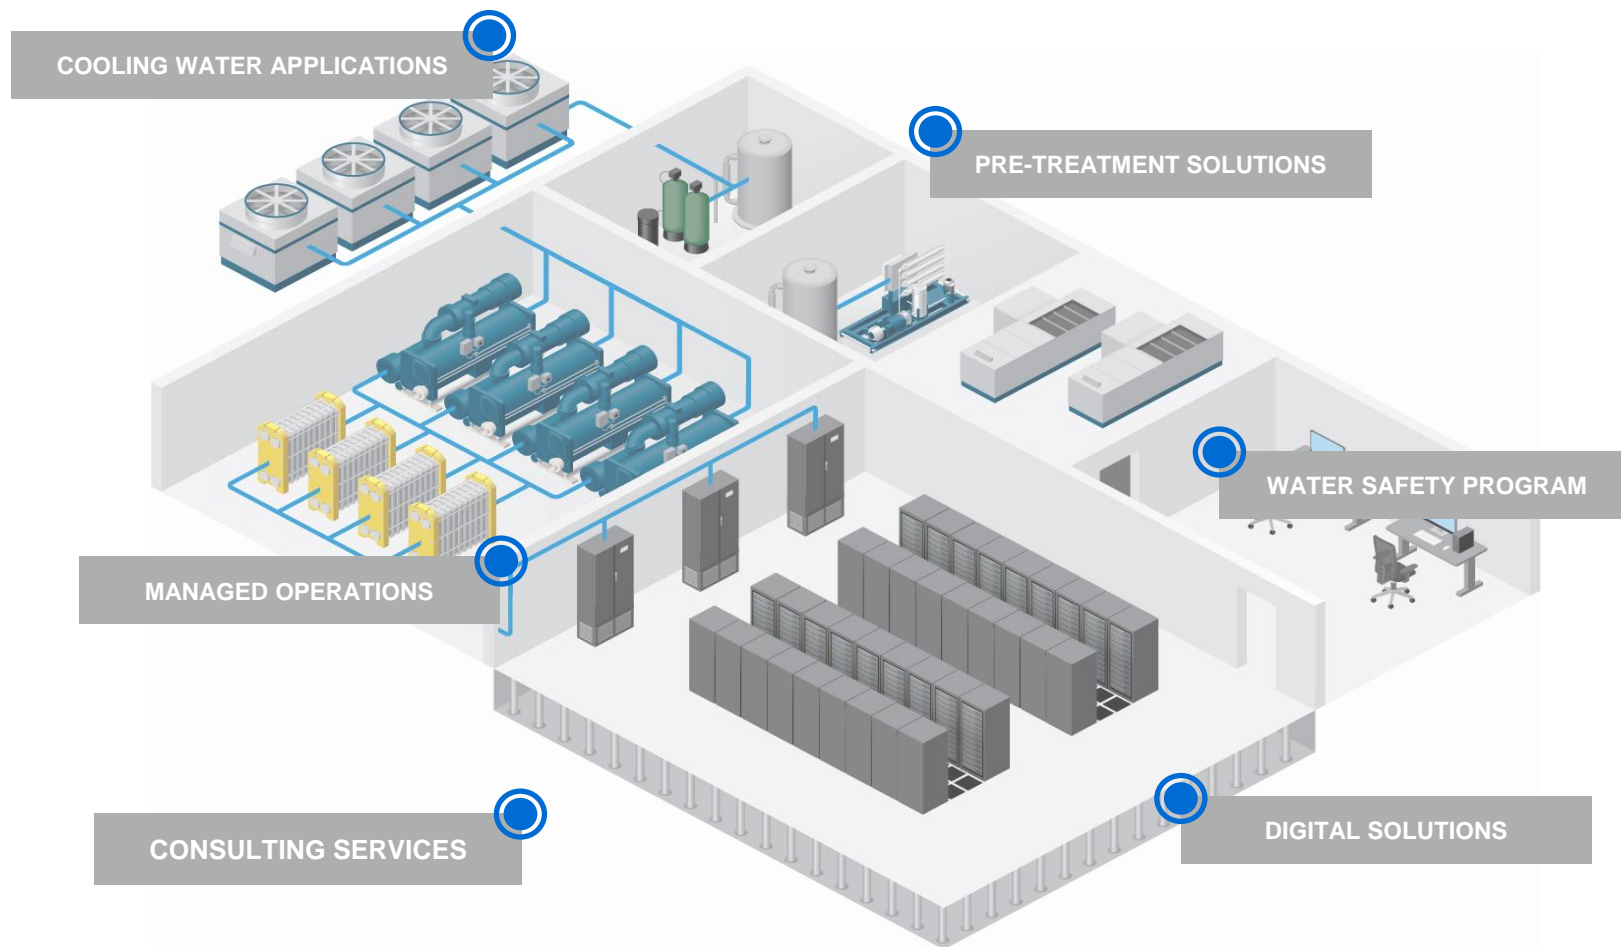 COOLING WATER APPLICATIONS
PRE-TREATMENT SOLUTIONS
WATER SAFETY PROGRAM
MANAGED OPERATIONS
CONSULTING SERVICES
DIGITAL SOLUTIONS